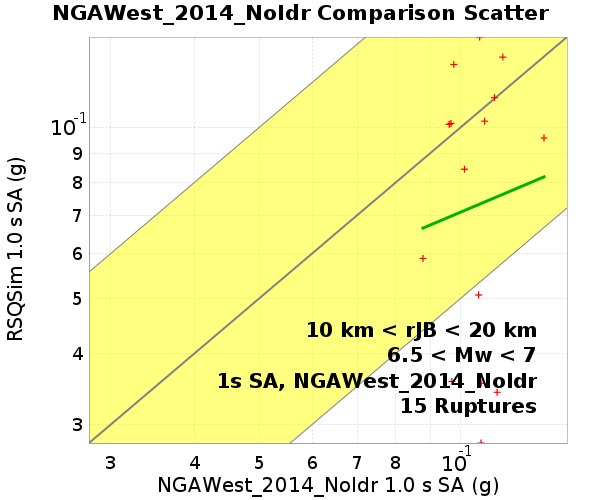 NGAWest_2014_NoIdr Comparison Scatter
RSQSim 1.0 s SA (g)
10-1
9
8
7
6
5
4
3
10 km < rJB < 20 km
6.5 < Mw < 7
1s SA, NGAWest_2014_NoIdr
15 Ruptures
3 4 5 6 7 8 10-1
NGAWest_2014_NoIdr 1.0 s SA (g)